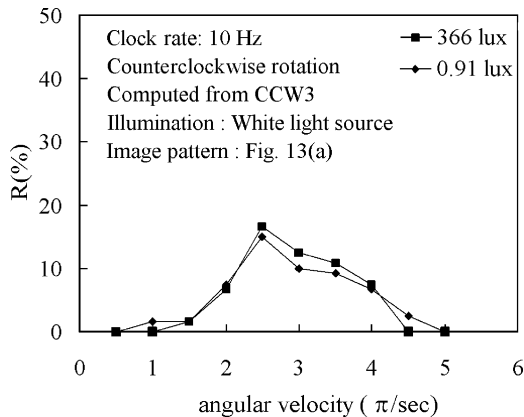 50
40
30
20
10
0
R(%)
Clock rate: 10 Hz
Counterclockwise rotation
Computed from CCW3
Illumination : White light source
Image pattern : Fig. 13(a)
366 lux
0.91 lux
0 1 2 3 4 5 6
angular velocity ( π/sec)